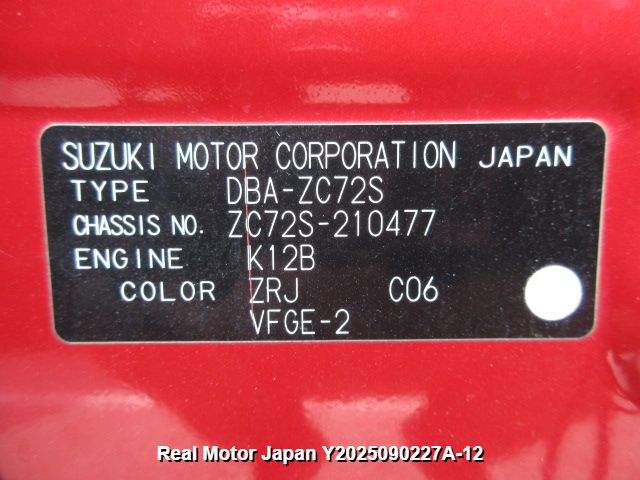 SUZUKI MOTOR CORPORATION JAPAN
TYPE DBA-ZC72S
CHASSIS NO. ZC72S-210477
ENGINE K12B
COLOR ZRJ C06
VFGE-2
Real Motor Japan Y2025090227A-12